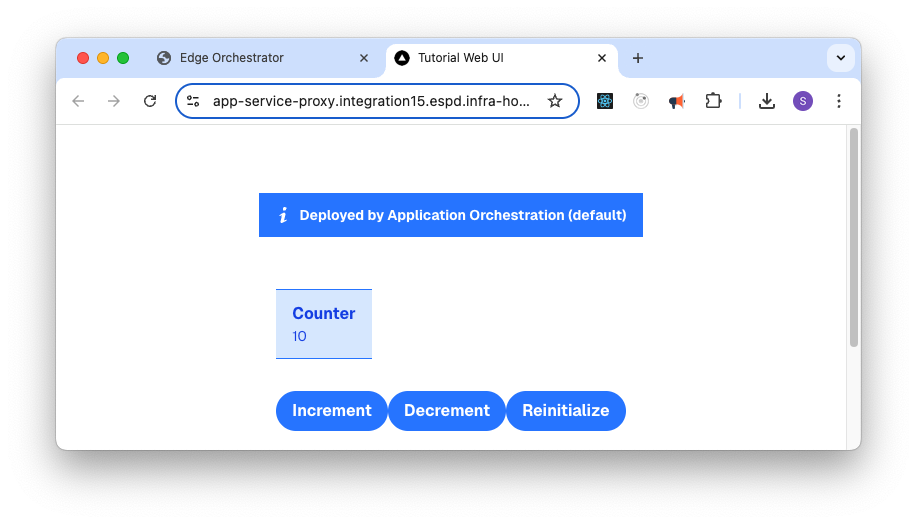 Edge Orchestrator
Tutorial Web UI
app-service-proxy.integration15.espd.infra-ho...
S
i Deployed by Application Orchestration (default)
Counter
10
Increment Decrement Reinitialize